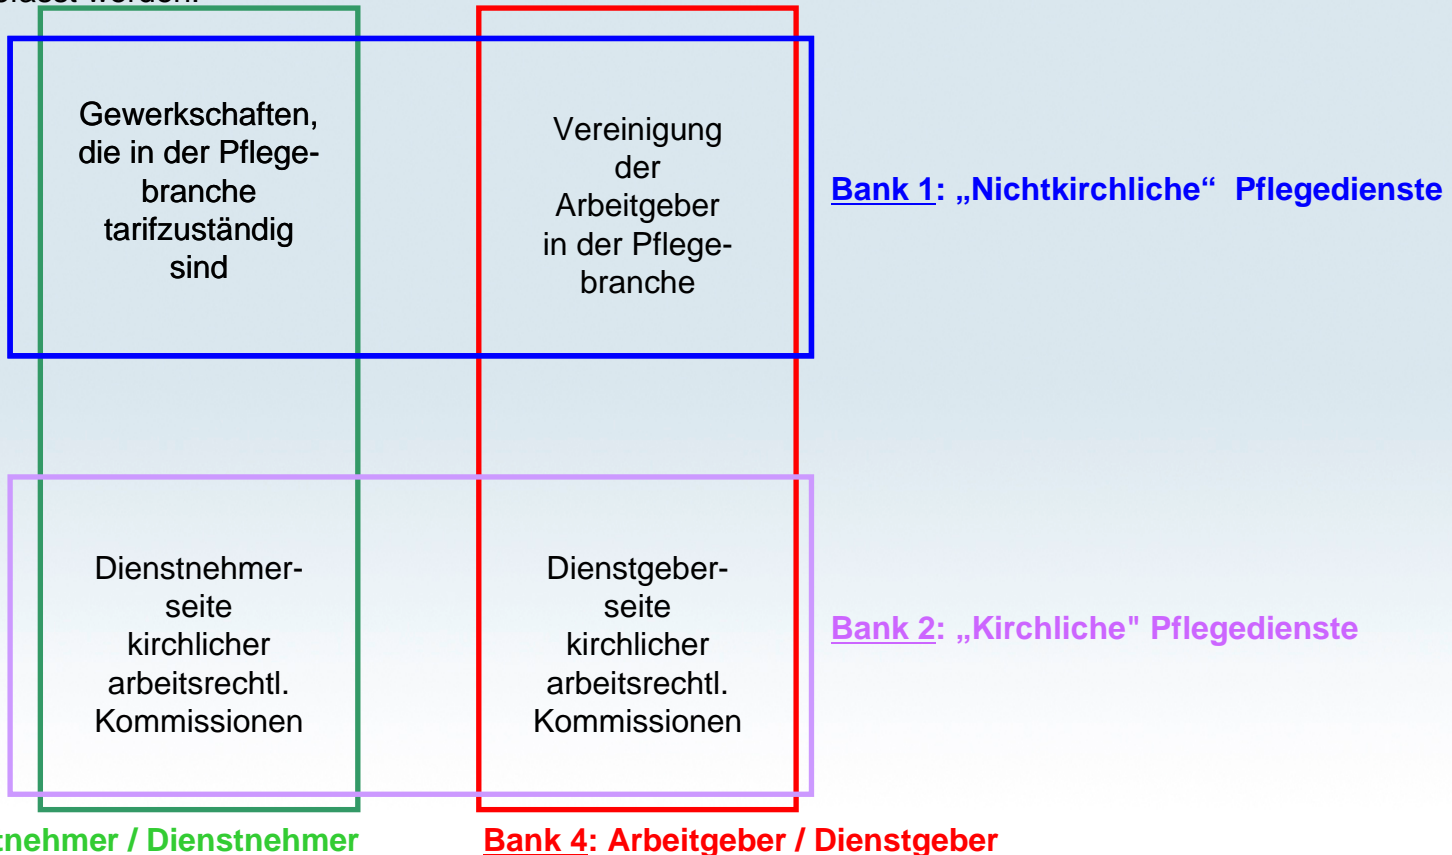 werden.
Gewerkschaften,
die in der Pflege-
branche
tarifzuständig
sind
Vereinigung
der
Arbeitgeber
in der Pflege-
branche
Bank 1: „Nichtkirchliche“ Pflegedienste
Dienstnehmer-
seite
kirchlicher
arbeitsrechtl.
Kommissionen
Dienstgeber-
seite
kirchlicher
arbeitsrechtl.
Kommissionen
Bank 2: „Kirchliche" Pflegedienste
tnehmer / Dienstnehmer
Bank 4: Arbeitgeber / Dienstgeber